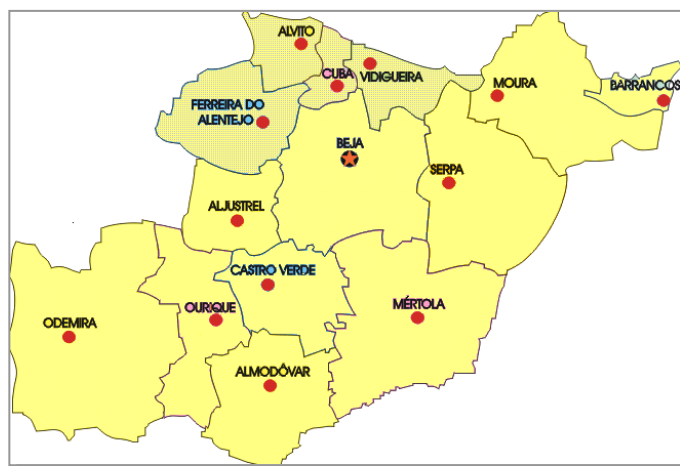 ALVITO
CUBA
VIDIGUEIRA
MOURA
BARRANCOS
FERREIRA DO
ALENTEJO
BEJA
SERPA
ALJUSTREL
CASTRO VERDE
OURIQUE
MÉRTOLA
ODEMIRA
ALMODÔVAR